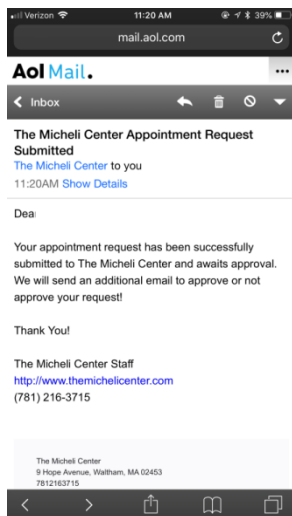 Verizon 11:20 AM 39%
mail.aol.com
Aol Mail.
Inbox
The Micheli Center Appointment Request
Submitted
The Micheli Center to you
11:20AM Show Details
Dea
Your appointment request has been successfully
submitted to The Micheli Center and awaits approval.
We will send an additional email to approve or not
approve your request!
Thank You!
The Micheli Center Staff
http://www.themichelicenter.com
(781) 216-3715
The Micheli Center
9 Hope Avenue, Waltham, MA 02453
7812163715